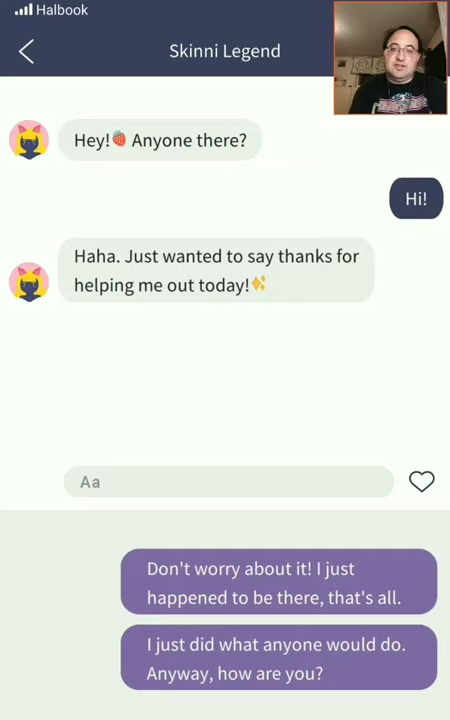 Halbook
Skinni Legend
Hey!🍓 Anyone there?
Hi!
Haha. Just wanted to say thanks for
helping me out today!✨
Aa
Don't worry about it! I just
happened to be there, that's all.
I just did what anyone would do.
Anyway, how are you?